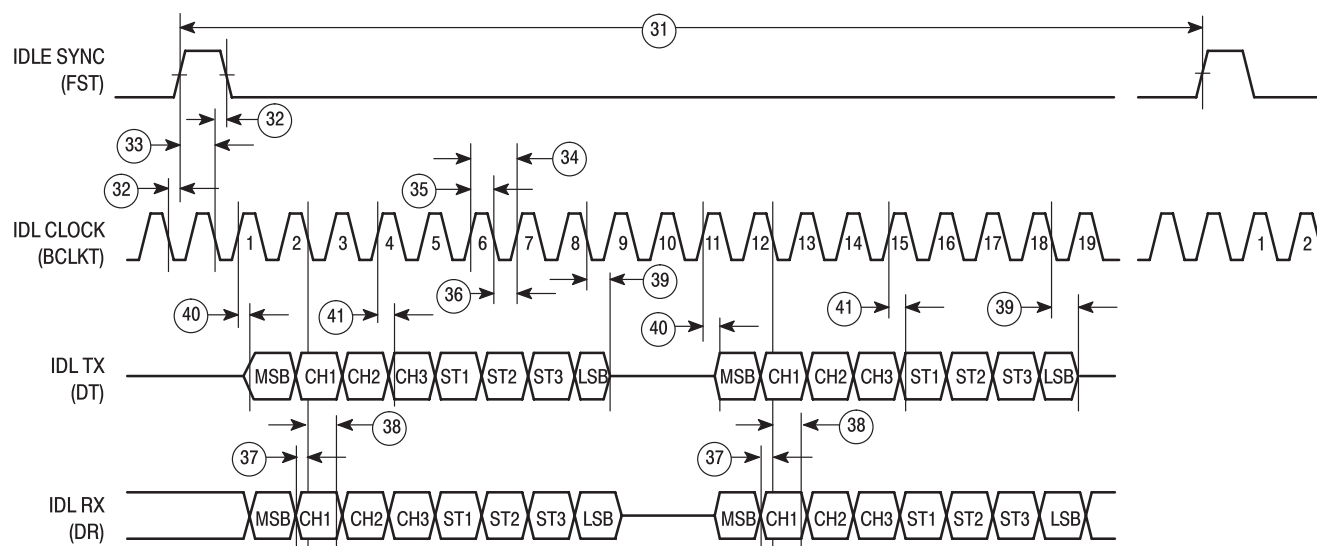 31
IDLE SYNC
(FST)
32
33
34
35
32
IDL CLOCK
(BCLKT)
1 2 3 4 5 6 7 8 9 10 11 12 13 14 15 16 17 18 19 1 2
36
39
40
41
41
39
40
IDL TX
(DT)
MSB CH1 CH2 CH3 ST1 ST2 ST3 LSB MSB CH1 CH2 CH3 ST1 ST2 ST3 LSB
38
38
37
37
IDL RX
(DR)
MSB CH1 CH2 CH3 ST1 ST2 ST3 LSB MSB CH1 CH2 CH3 ST1 ST2 ST3 LSB